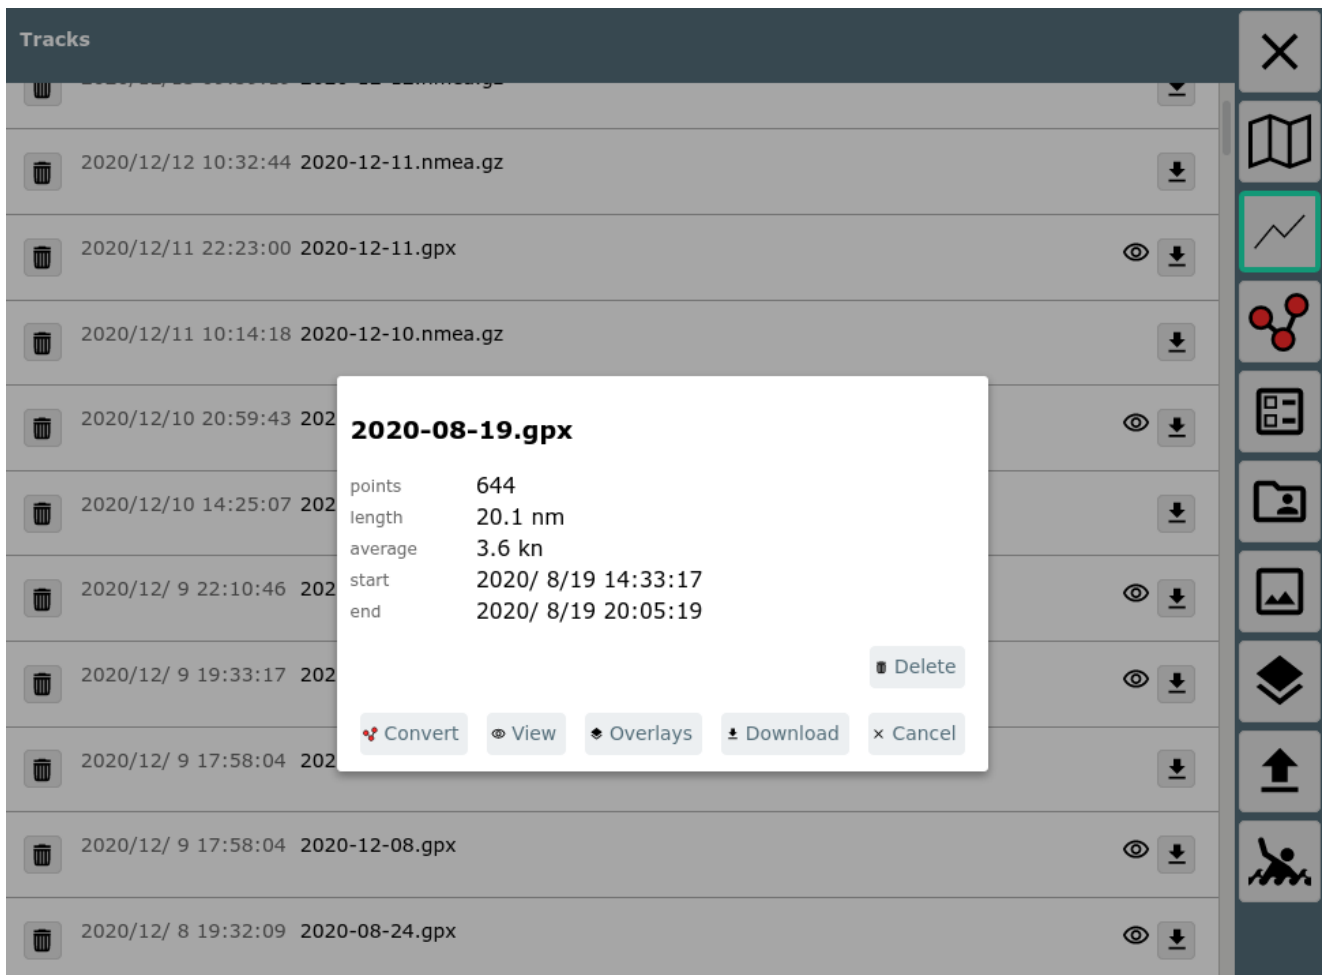 Tracks
2020/12/12 10:32:44 2020-12-11.nmea.gz
2020/12/11 22:23:00 2020-12-11.gpx
2020/12/11 10:14:18 2020-12-10.nmea.gz
2020/12/10 20:59:43 202
2020/12/10 14:25:07 202
2020/12/ 9 22:10:46 202
2020/12/ 9 19:33:17 202
2020/12/ 9 17:58:04 202
2020-08-19.gpx
points 644
length 20.1 nm
average 3.6 kn
start 2020/ 8/19 14:33:17
end 2020/ 8/19 20:05:19
Delete
Convert View Overlays Download Cancel
2020/12/ 9 17:58:04 2020-12-08.gpx
2020/12/ 8 19:32:09 2020-08-24.gpx